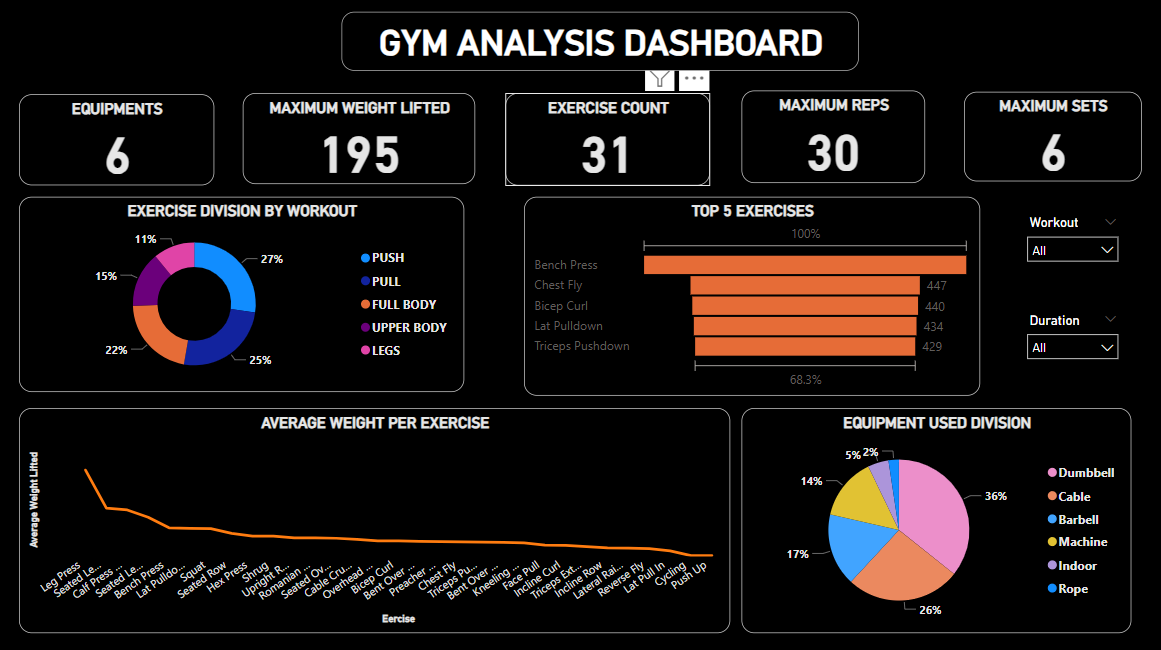 GYM ANALYSIS DASHBOARD
EQUIPMENTS
6
MAXIMUM WEIGHT LIFTED
195
EXERCISE COUNT
31
MAXIMUM REPS
30
MAXIMUM SETS
6
EXERCISE DIVISION BY WORKOUT
11%
27%
15%
22%
25%
PUSH
PULL
FULL BODY
UPPER BODY
LEGS
TOP 5 EXERCISES
100%
Bench Press
Chest Fly 447
Bicep Curl 440
Lat Pulldown 434
Triceps Pushdown 429
68.3%
Workout
All
Duration
All
AVERAGE WEIGHT PER EXERCISE
Average Weight Lifted
Leg Press
Seated Le...
Calf Press ...
Seated Le...
Bench Press
Lat Pulldo...
Squat
Seated Row
Hex Press
Shrug
Upright R...
Romanian ...
Seated Ov...
Cable Cru...
Overhead ...
Bicep Curl
Bent Over ...
Preacher ...
Chest Fly
Triceps Pu...
Bent Over ...
Kneeling ...
Face Pull
Incline Curl
Triceps Ext...
Incline Row
Lateral Rai...
Reverse Fly
Lat Pull In
Cycling
Push Up
Eercise
EQUIPMENT USED DIVISION
5% 2%
14%
36%
17%
26%
Dumbbell
Cable
Barbell
Machine
Indoor
Rope